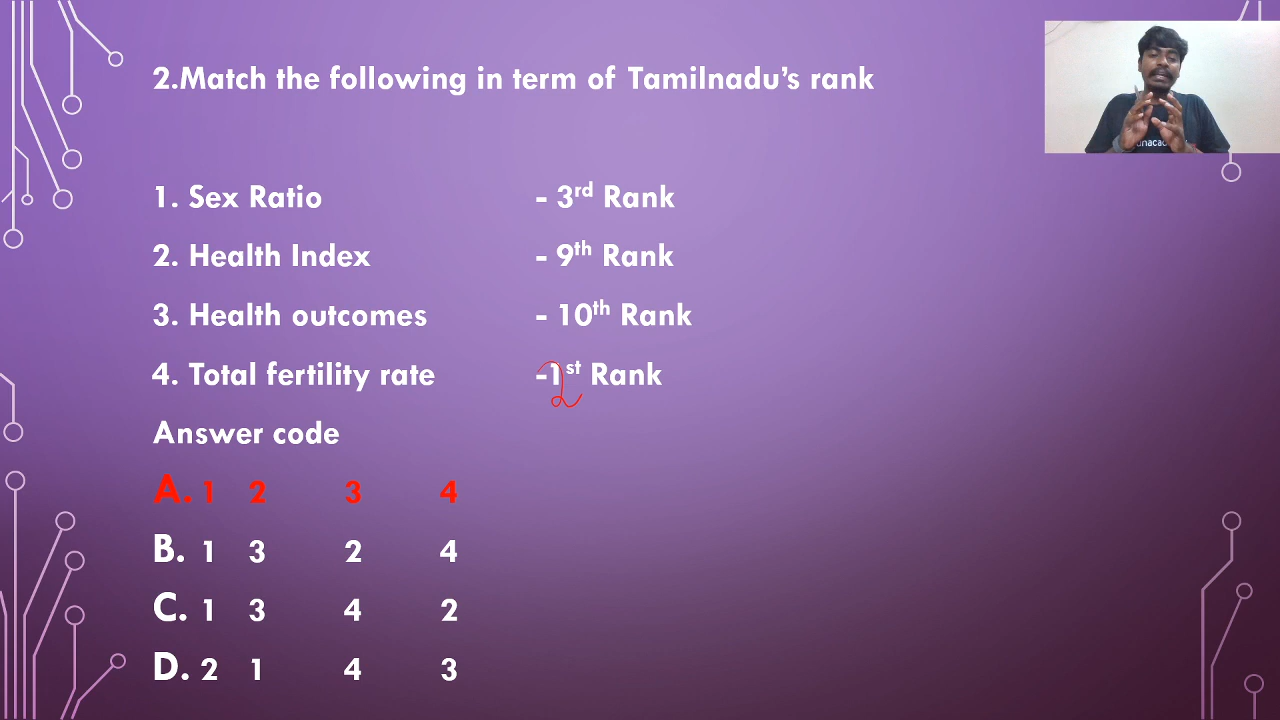 2.Match the following in term of Tamilnadu's rank
1. Sex Ratio - 3rd Rank
2. Health Index - 9th Rank
3. Health outcomes - 10th Rank
4. Total fertility rate -1st Rank
2
Answer code
A. 1 2 3 4
B. 1 3 2 4
C. 1 3 4 2
D. 2 1 4 3